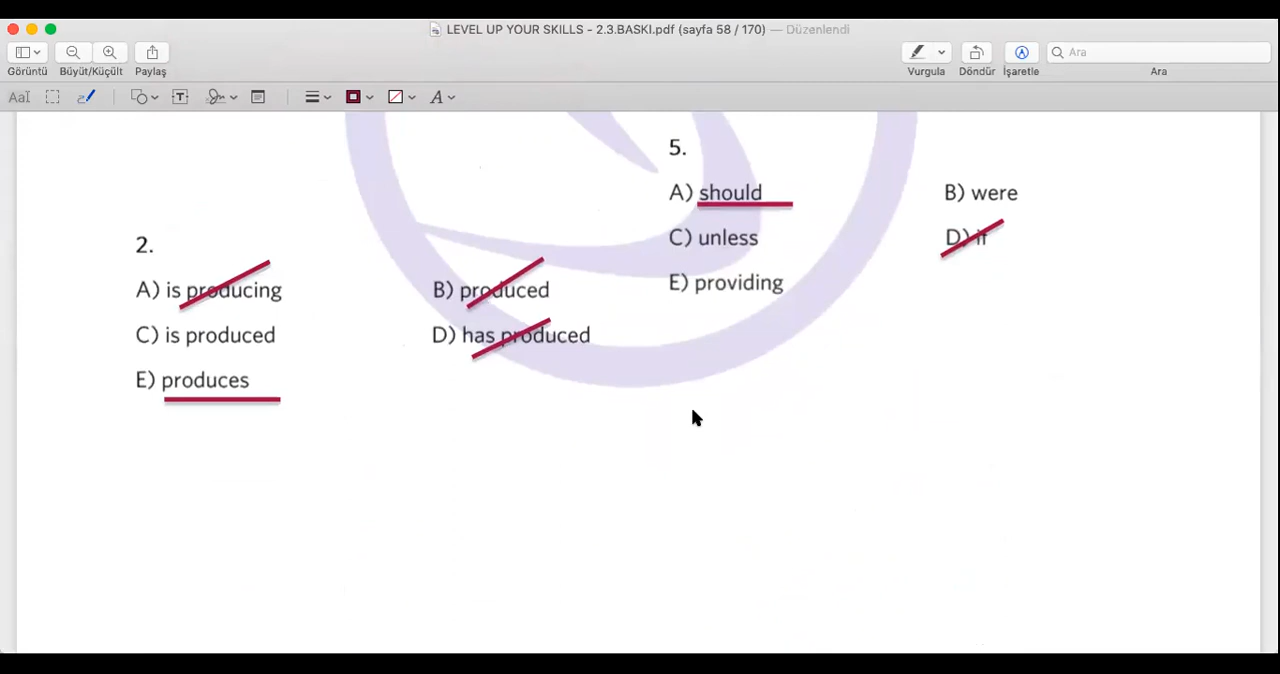 LEVEL UP YOUR SKILLS - 2.3.BASKI.pdf (sayfa 58 / 170) — Düzenlendi
Görüntü Büyüt/Küçült Paylaş Vurgula Döndür İşaretle Ara
Ara
AaI T A
2.
A) is producing B) produced
C) is produced D) has produced
E) produces
5.
A) should B) were
C) unless D) if
E) providing